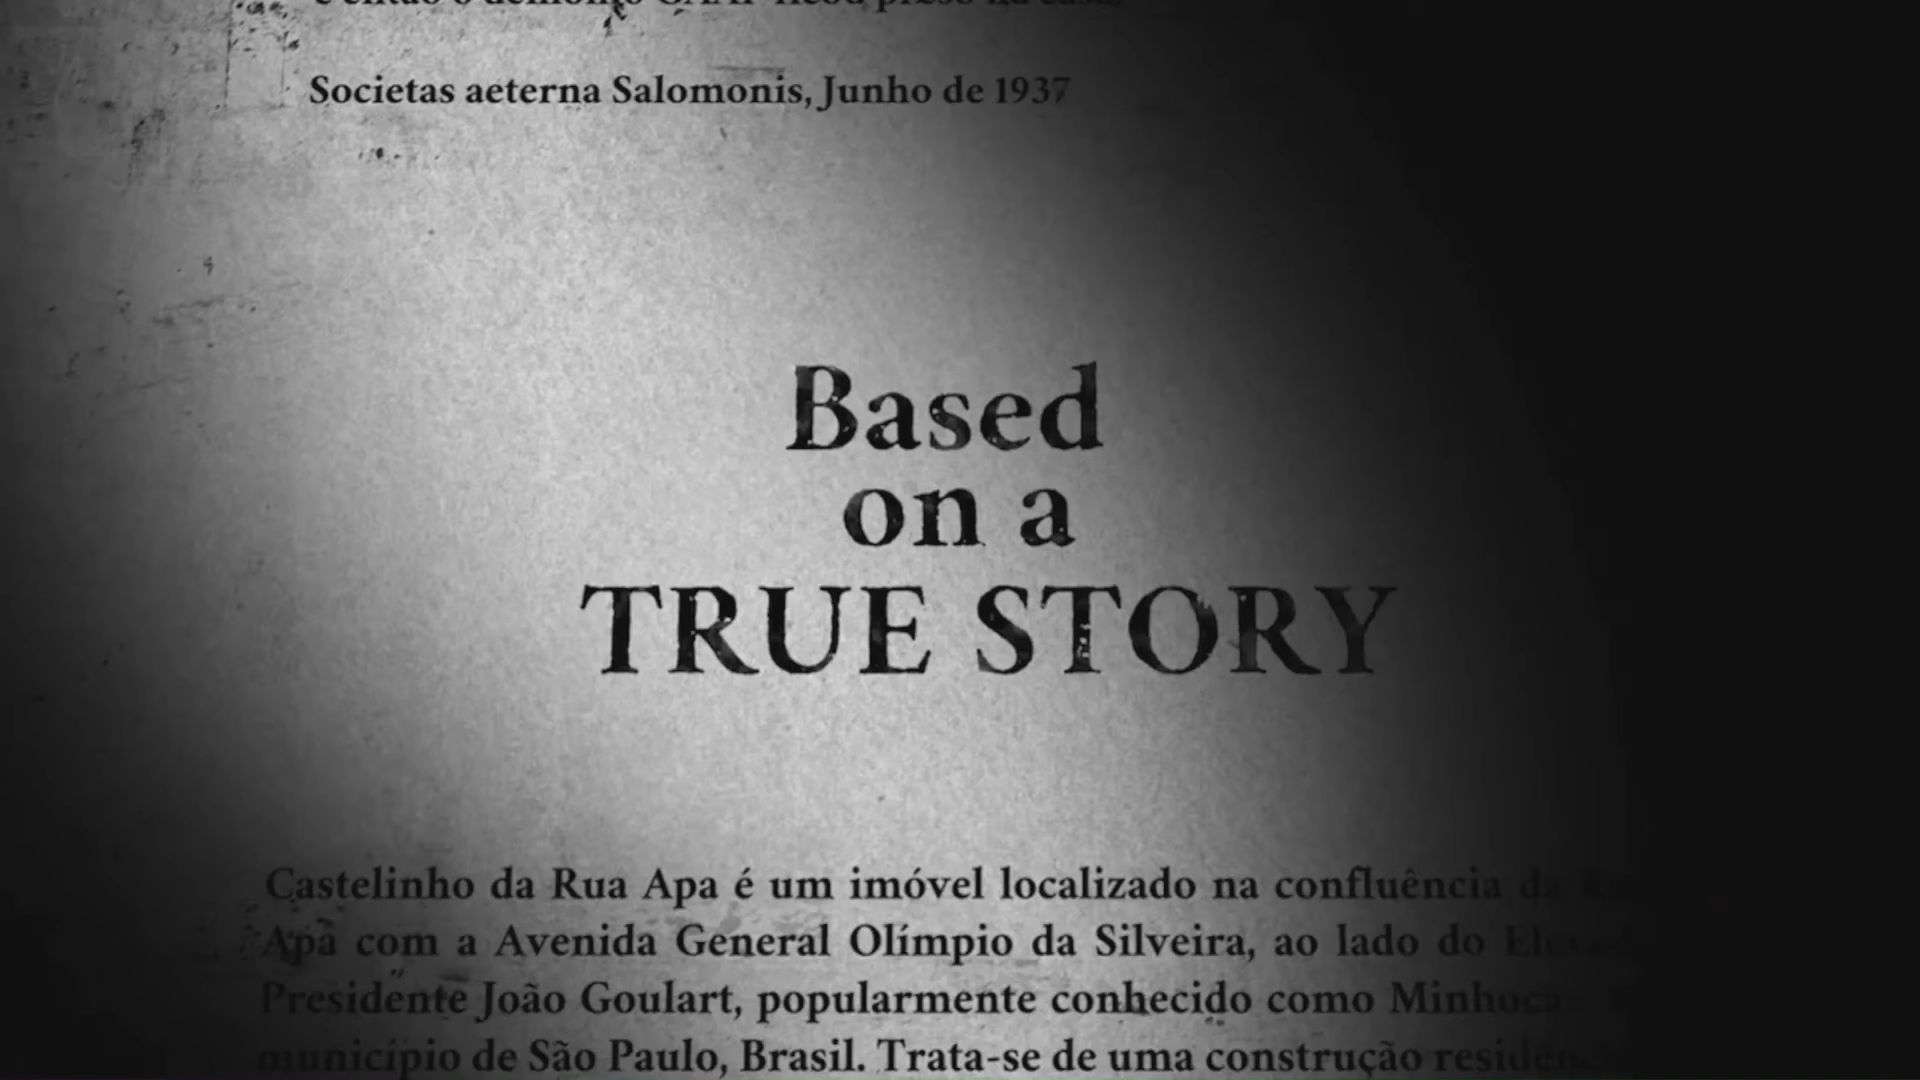 Societas aeterna Salomonis, Junho de 1937
Based
on a
TRUE STORY
Castelinho da Rua Apa é um imóvel localizado na confluência da
Apa com a Avenida General Olímpio da Silveira, ao lado do
Presidente João Goulart, popularmente conhecido como
município de São Paulo, Brasil. Trata-se de uma construção